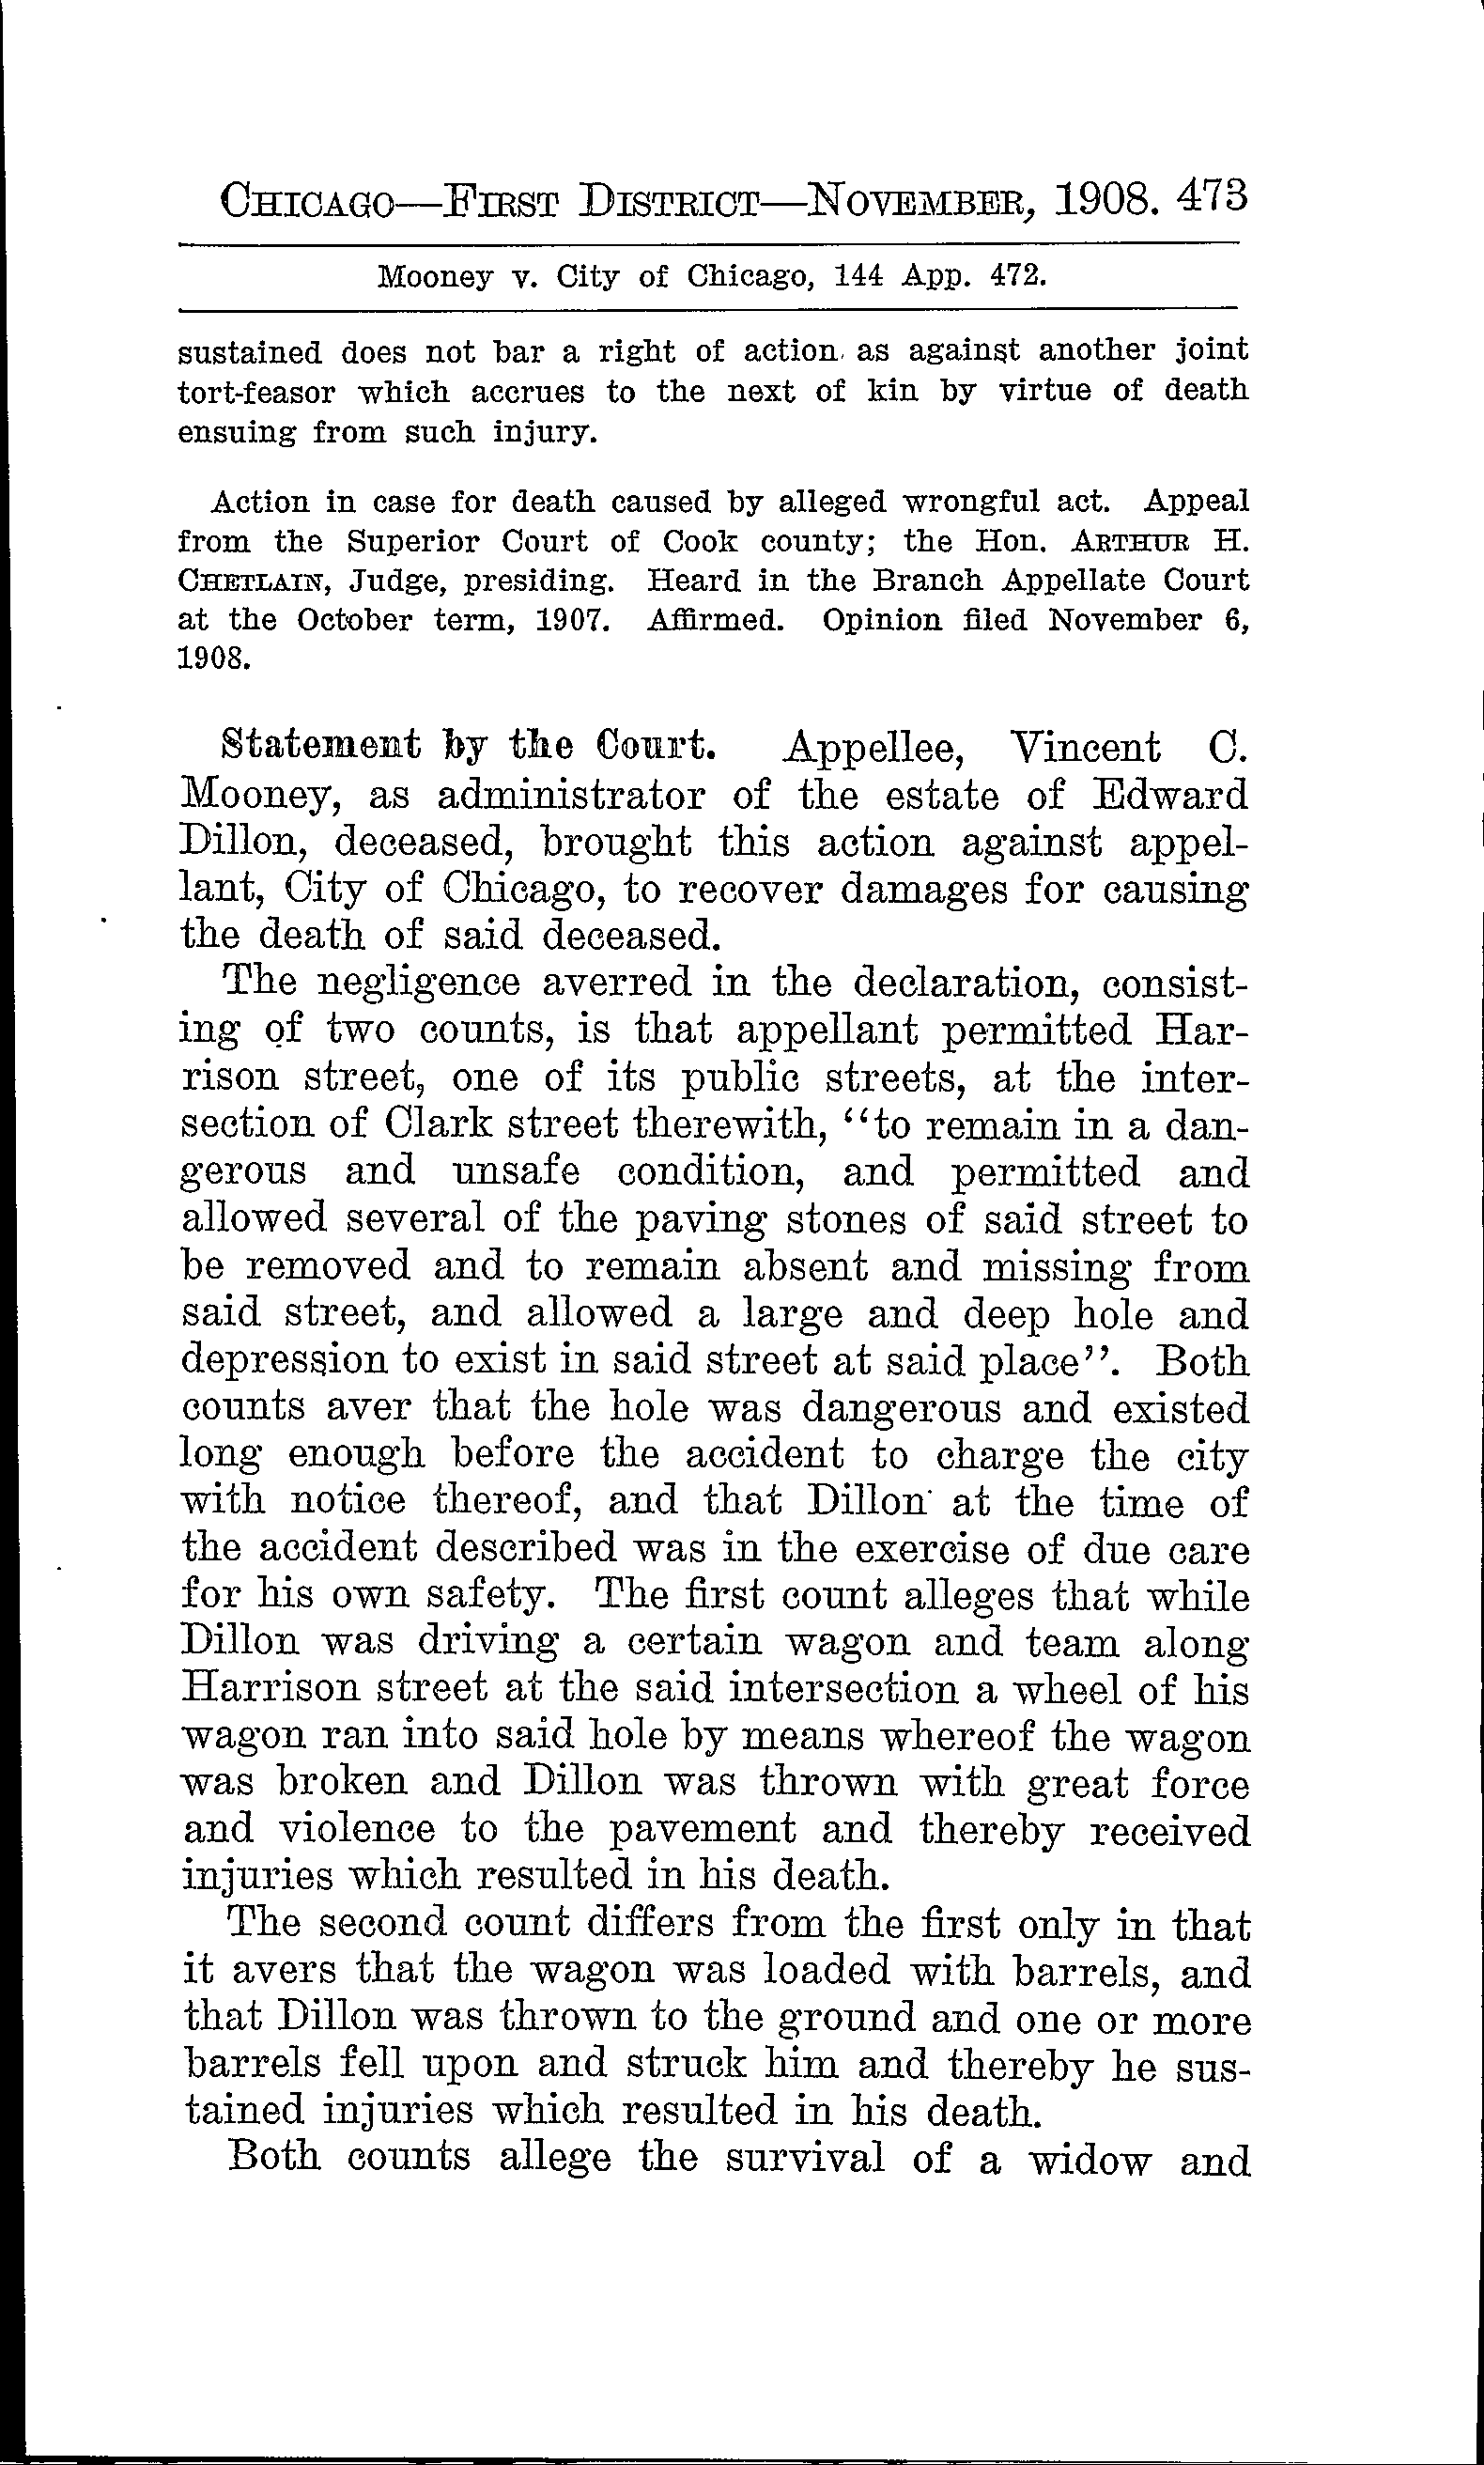 CHICAGO—FIRST DISTRICT—NOVEMBER, 1908. 473
Mooney v. City of Chicago, 144 App. 472.
sustained does not bar a right of action as against another joint
tort-feasor which accrues to the next of kin by virtue of death
ensuing from such injury.
Action in case for death caused by alleged wrongful act. Appeal
from the Superior Court of Cook county; the Hon. ARTHUR H.
CHETLAIN, Judge, presiding. Heard in the Branch Appellate Court
at the October term, 1907. Affirmed. Opinion filed November 6,
1908.
Statement by the Court. Appellee, Vincent C.
Mooney, as administrator of the estate of Edward
Dillon, deceased, brought this action against appel-
lant, City of Chicago, to recover damages for causing
the death of said deceased.
The negligence averred in the declaration, consist-
ing of two counts, is that appellant permitted Har-
rison street, one of its public streets, at the inter-
section of Clark street therewith, "to remain in a dan-
gerous and unsafe condition, and permitted and
allowed several of the paving stones of said street to
be removed and to remain absent and missing from
said street, and allowed a large and deep hole and
depression to exist in said street at said place". Both
counts aver that the hole was dangerous and existed
long enough before the accident to charge the city
with notice thereof, and that Dillon at the time of
the accident described was in the exercise of due care
for his own safety. The first count alleges that while
Dillon was driving a certain wagon and team along
Harrison street at the said intersection a wheel of his
wagon ran into said hole by means whereof the wagon
was broken and Dillon was thrown with great force
and violence to the pavement and thereby received
injuries which resulted in his death.
The second count differs from the first only in that
it avers that the wagon was loaded with barrels, and
that Dillon was thrown to the ground and one or more
barrels fell upon and struck him and thereby he sus-
tained injuries which resulted in his death.
Both counts allege the survival of a widow and